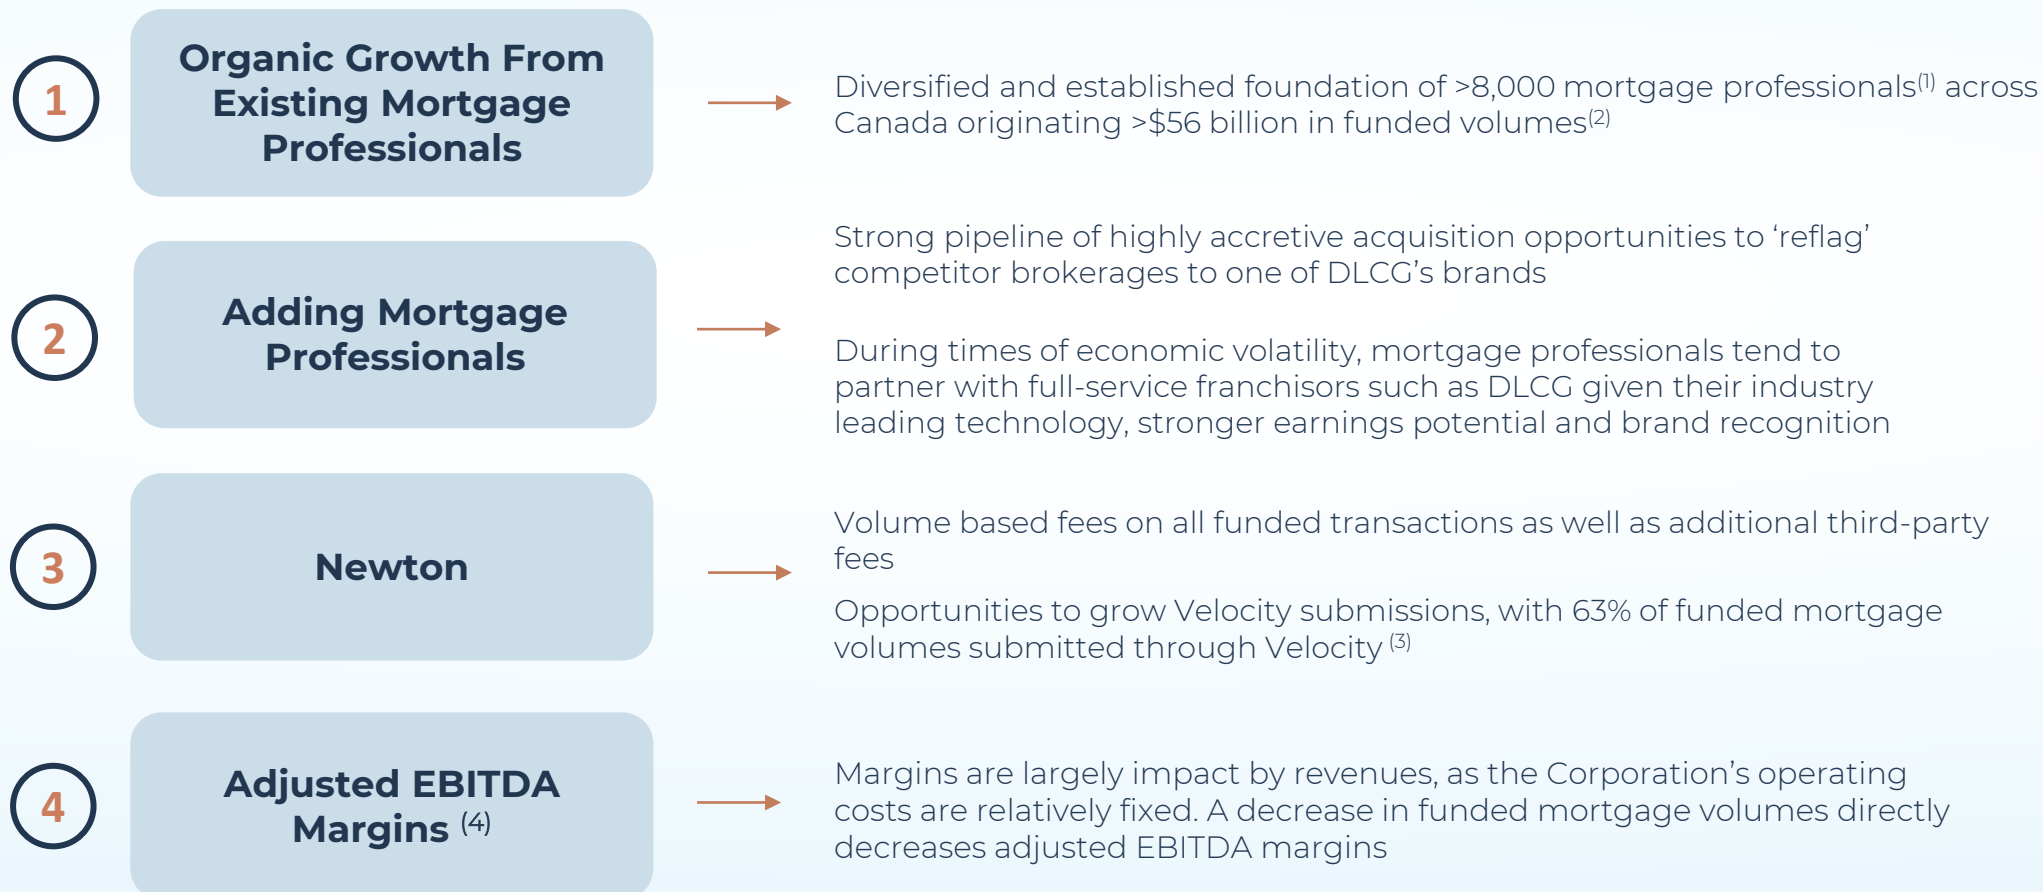 1
Organic Growth From
Existing Mortgage
Professionals
Diversified and established foundation of >8,000 mortgage professionals(1) across
Canada originating >$56 billion in funded volumes(2)
2
Adding Mortgage
Professionals
Strong pipeline of highly accretive acquisition opportunities to ‘reflag’
competitor brokerages to one of DLCG’s brands
During times of economic volatility, mortgage professionals tend to
partner with full-service franchisors such as DLCG given their industry
leading technology, stronger earnings potential and brand recognition
3
Newton
Volume based fees on all funded transactions as well as additional third-party
fees
Opportunities to grow Velocity submissions, with 63% of funded mortgage
volumes submitted through Velocity (3)
4
Adjusted EBITDA
Margins (4)
Margins are largely impact by revenues, as the Corporation’s operating
costs are relatively fixed. A decrease in funded mortgage volumes directly
decreases adjusted EBITDA margins